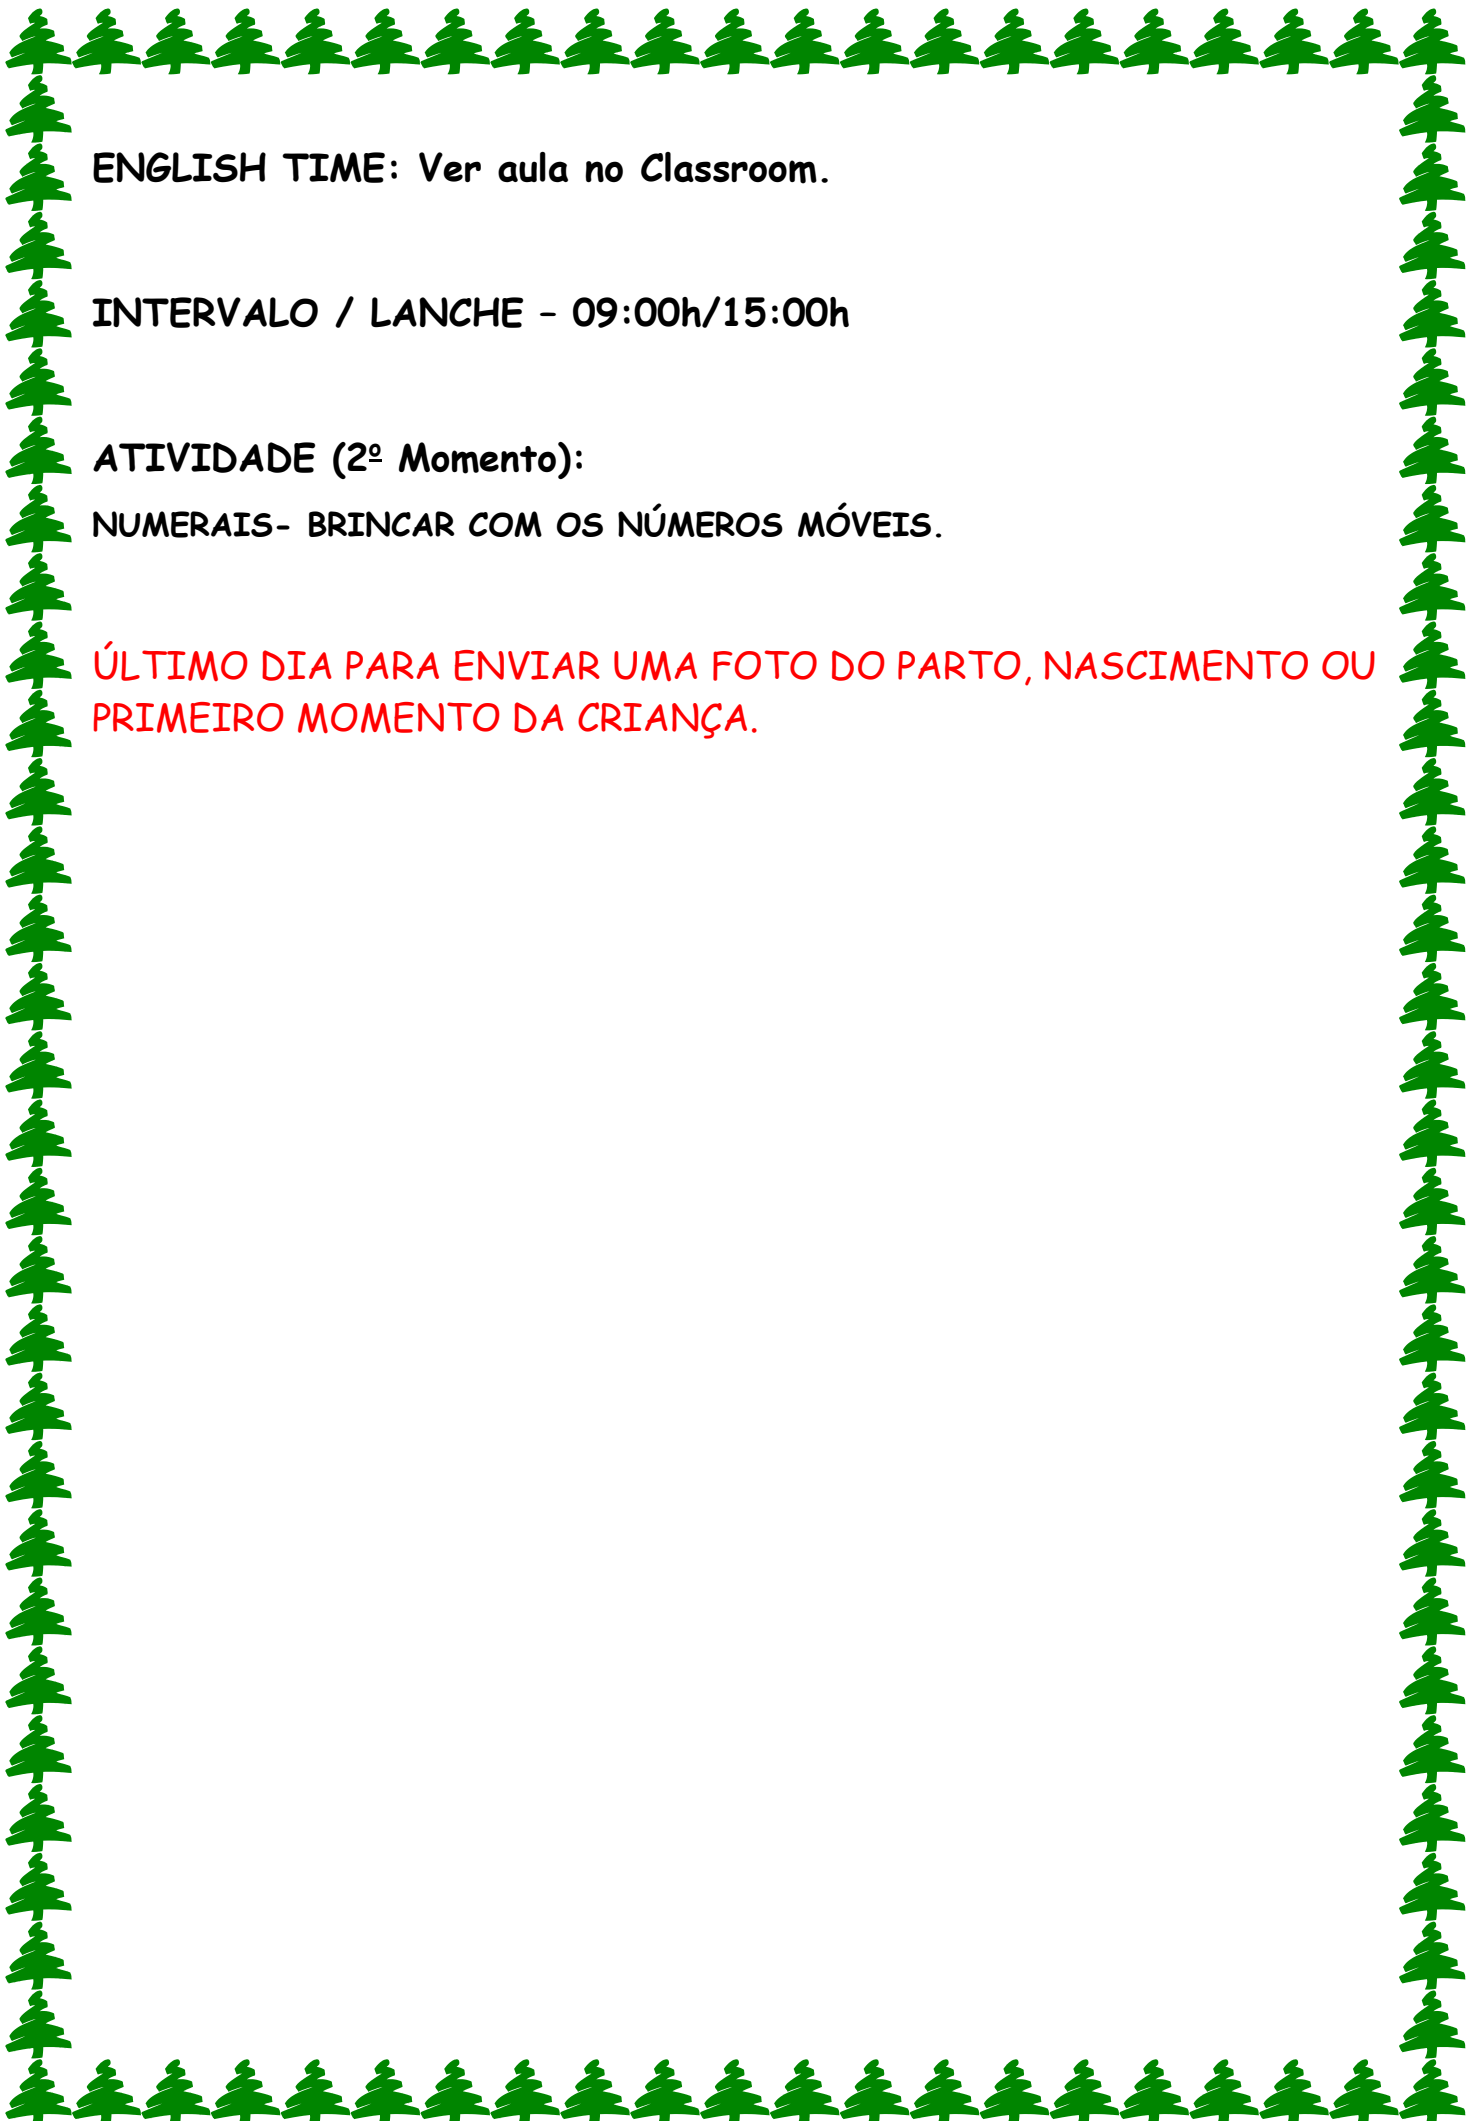 ENGLISH TIME: Ver aula no Classroom.
INTERVALO / LANCHE – 09:00h/15:00h
ATIVIDADE (2º Momento):
NUMERAIS- BRINCAR COM OS NÚMEROS MÓVEIS.
ÚLTIMO DIA PARA ENVIAR UMA FOTO DO PARTO, NASCIMENTO OU
PRIMEIRO MOMENTO DA CRIANÇA.